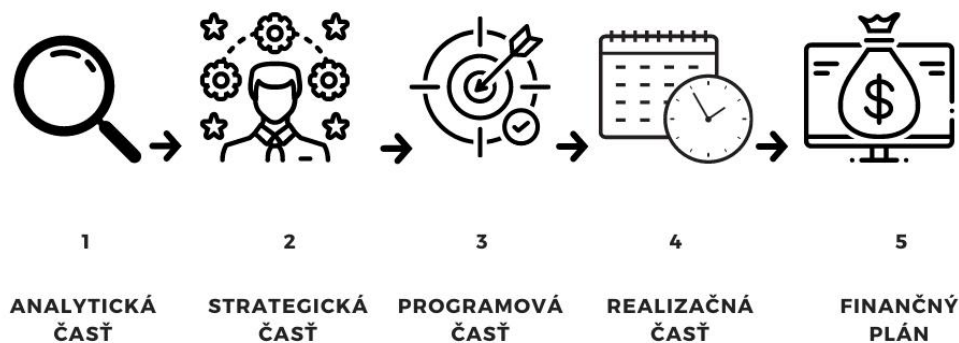 $
1
2
3
4
5
ANALYTICKÁ
ČASŤ
STRATEGICKÁ
ČASŤ
PROGRAMOVÁ
ČASŤ
REALIZAČNÁ
ČASŤ
FINANČNÝ
PLÁN